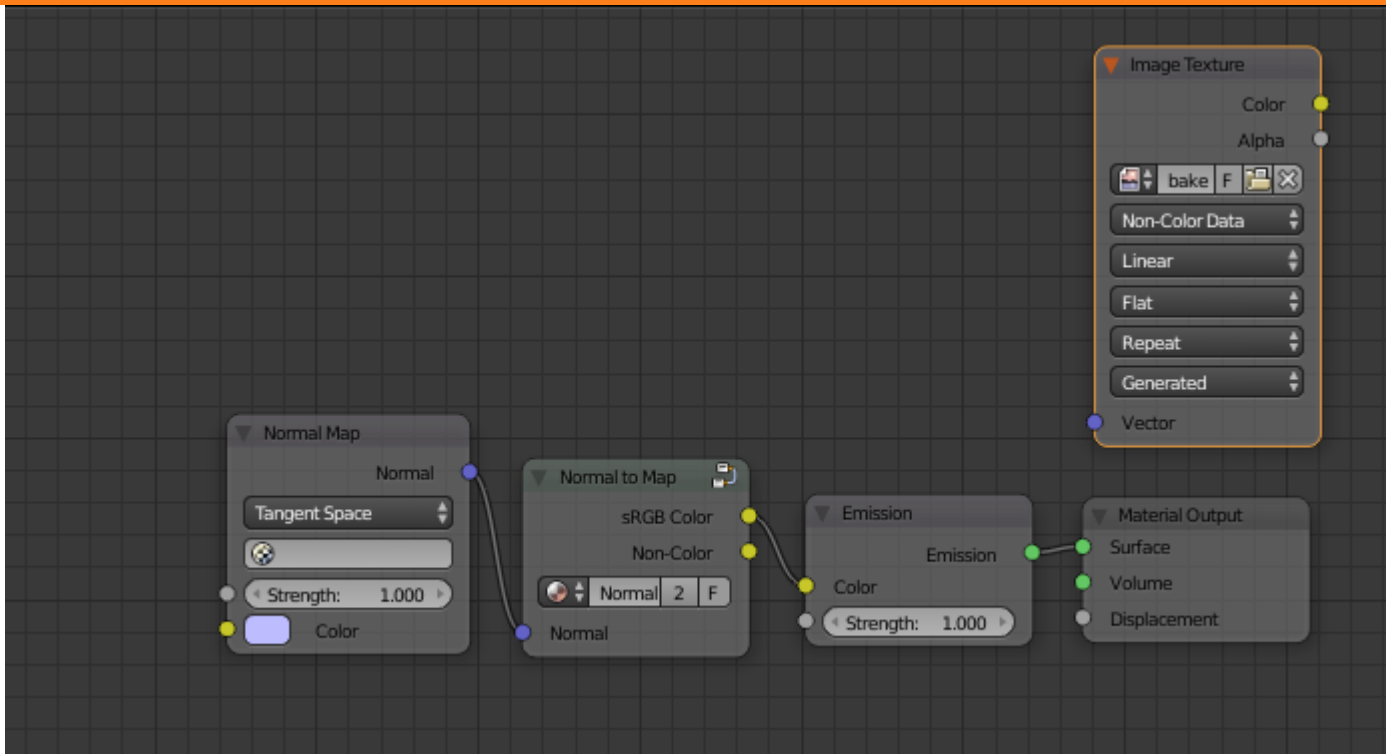 Image Texture
Color
Alpha
bake F
Non-Color Data
Linear
Flat
Repeat
Generated
Vector
Normal Map
Normal
Tangent Space
Strength: 1.000
Color
Normal to Map
sRGB Color
Non-Color
Normal 2 F
Normal
Emission
Emission
Color
Strength: 1.000
Material Output
Surface
Volume
Displacement